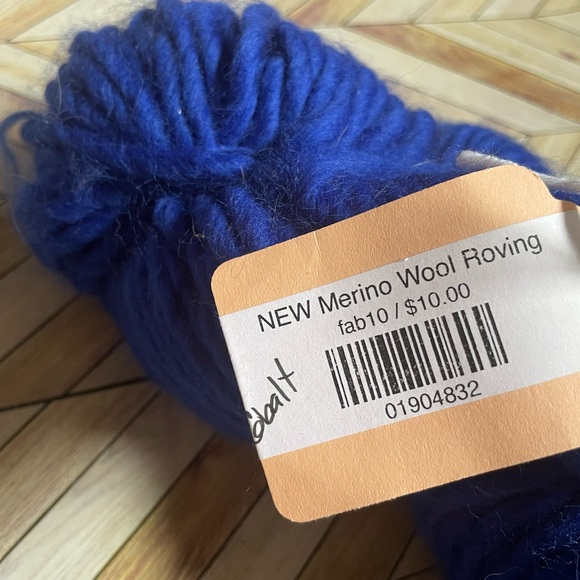 NEW Merino Wool Roving
fab10 / $10.00
01904832
Cobalt